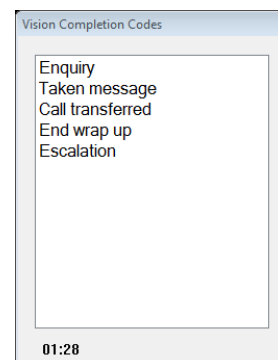 Vision Completion Codes
Enquiry
Taken message
Call transferred
End wrap up
Escalation
01:28